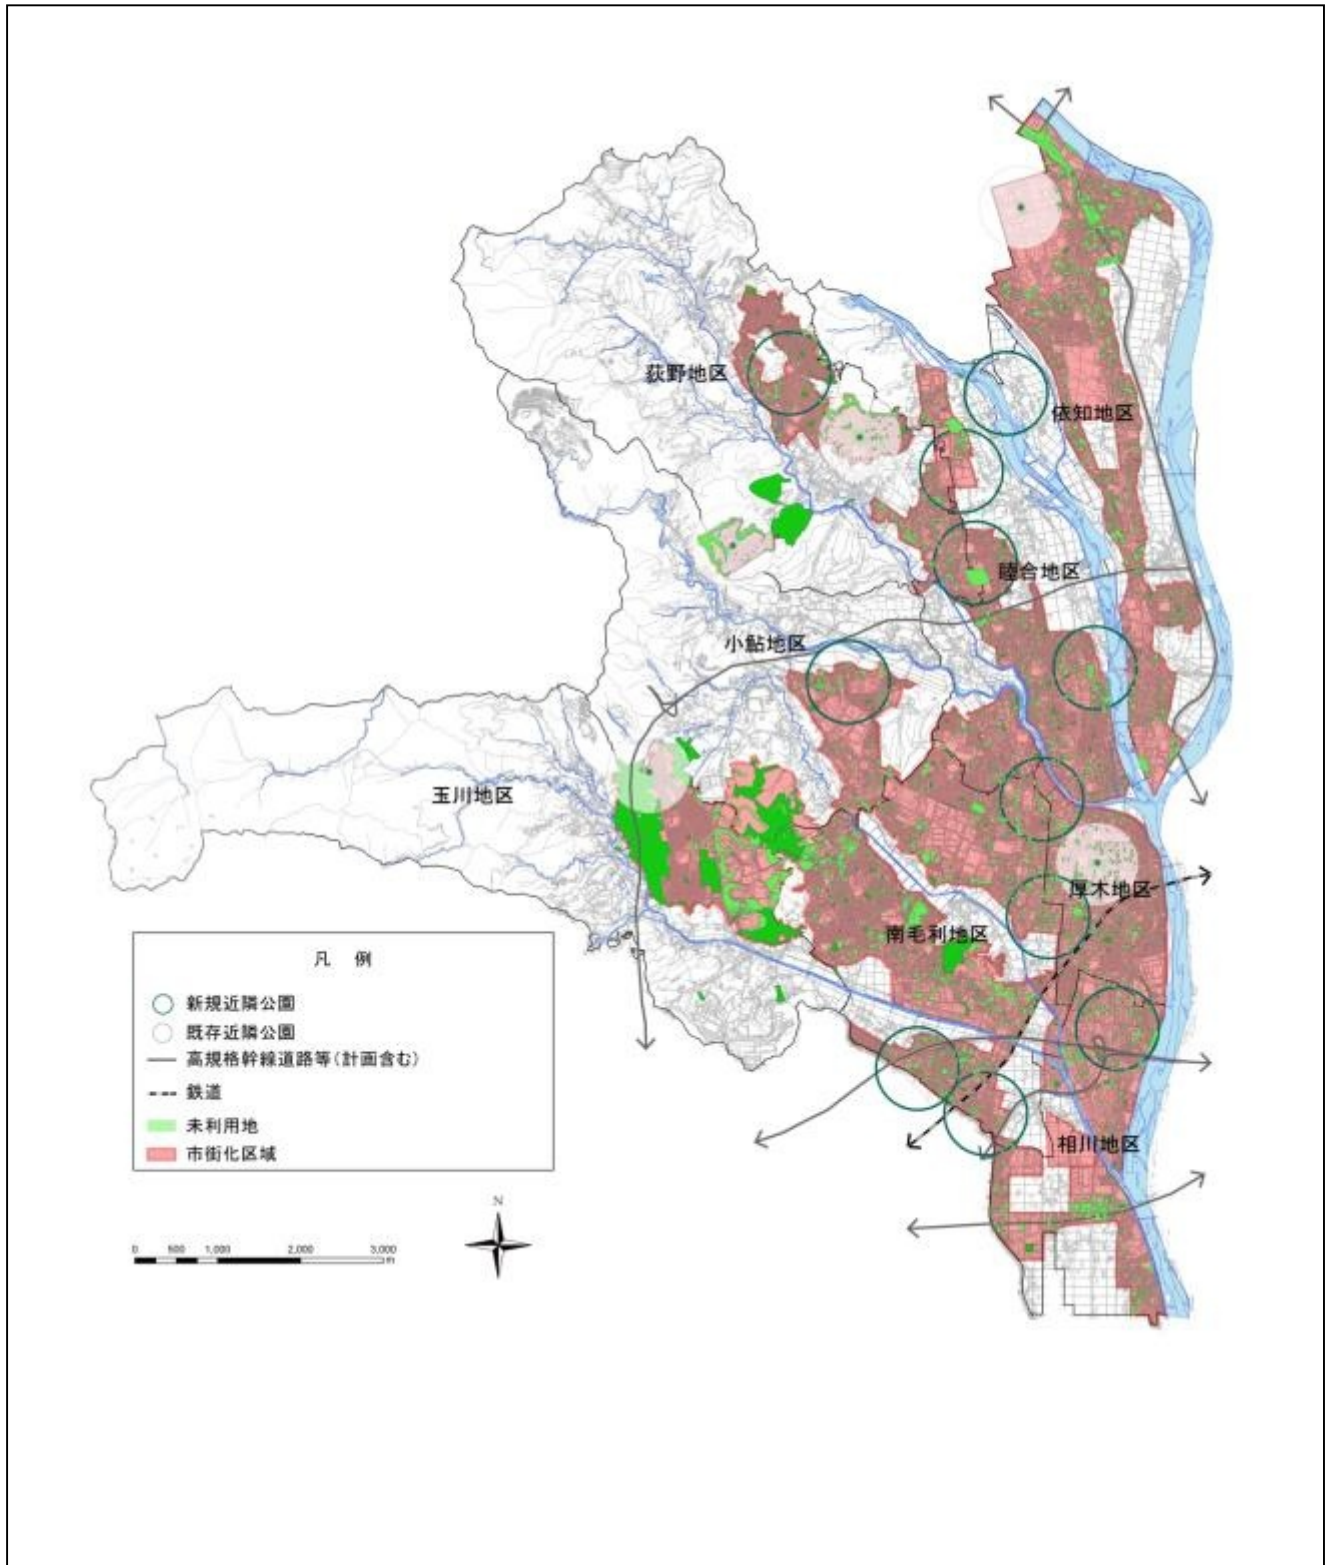 荻野地区
依知地区
睦合地区
小鮎地区
玉川地区
厚木地区
南毛利地区
相川地区
凡 例
新規近隣公園
既存近隣公園
高規格幹線道路等(計画含む)
鉄道
未利用地
市街化区域
N
0 500 1,000 2,000 3,000
m